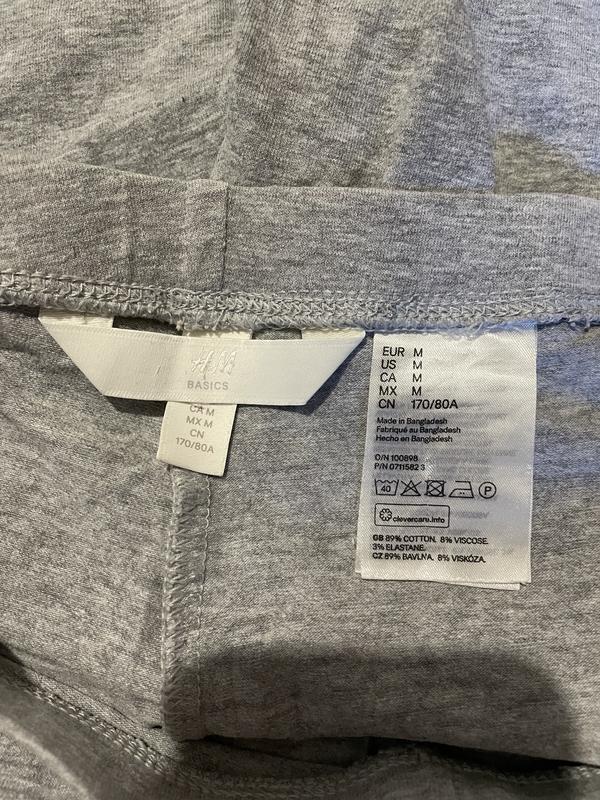 H&M
BASICS
CA M
MX M
CN
170/80A
EUR M
US M
CA M
MX M
CN 170/80A
Made in Bangladesh
Fabriqué au Bangladesh
Hecho en Bangladesh
O/N 100898
P/N 0711582 3
40 P
clevercare.info
GB 89% COTTON. 8% VISCOSE.
3% ELASTANE.
CZ 89% BAVLNA. 8% VISKÓZA.